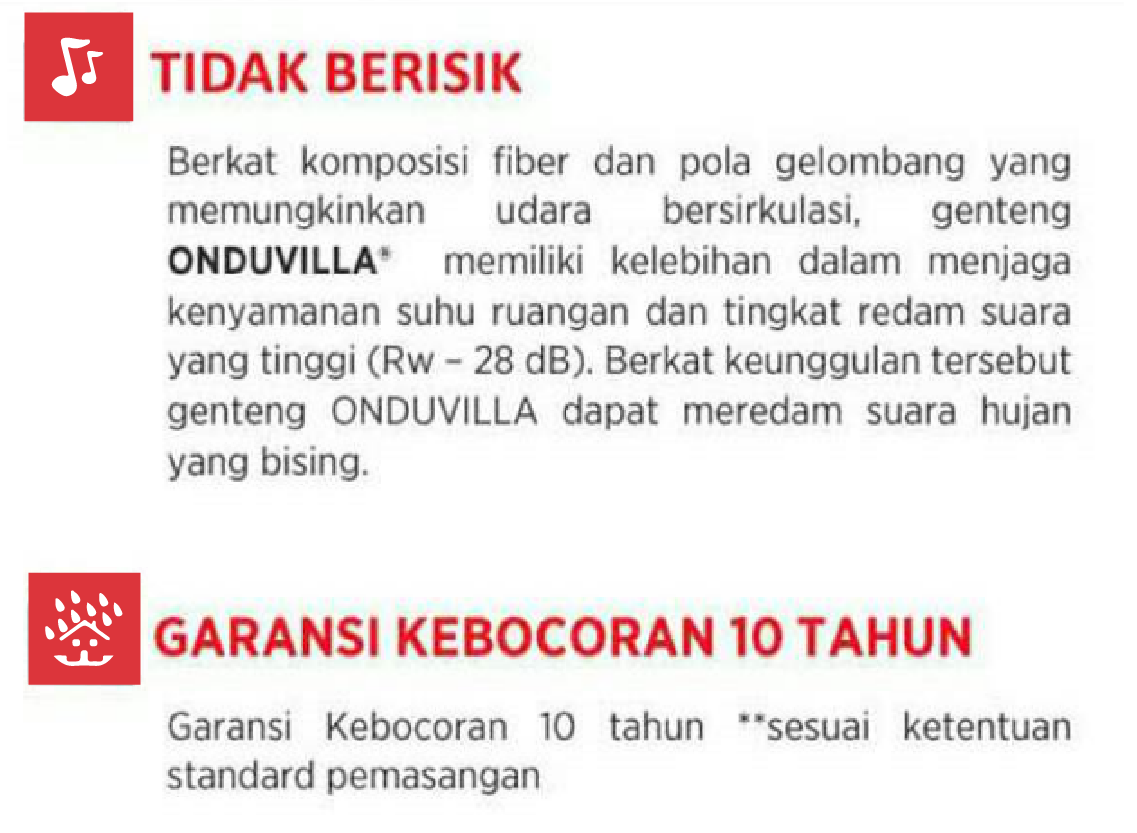 TIDAK BERISIK
Berkat komposisi fiber dan pola gelombang yang
memungkinkan udara bersirkulasi, genteng
ONDUVILLA® memiliki kelebihan dalam menjaga
kenyamanan suhu ruangan dan tingkat redam suara
yang tinggi (Rw – 28 dB). Berkat keunggulan tersebut
genteng ONDUVILLA dapat meredam suara hujan
yang bising.
GARANSI KEBOCORAN 10 TAHUN
Garansi Kebocoran 10 tahun **sesuai ketentuan
standard pemasangan